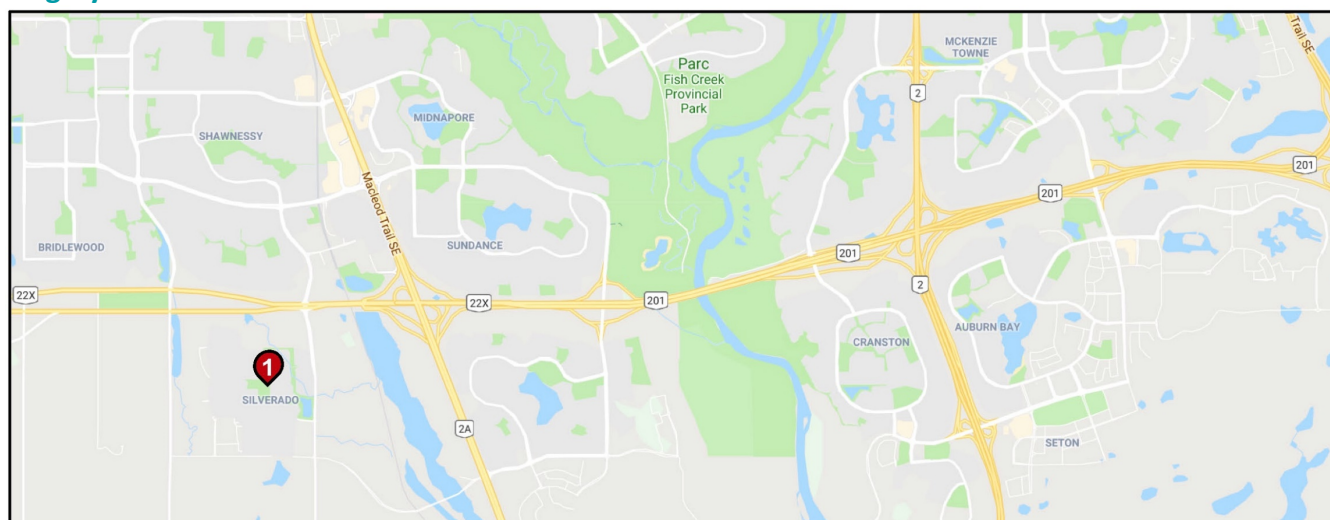 MCKENZIE
TOWNE
Trail SE
Parc
Fish Creek
Provincial
Park
2
MIDNAPORE
SHAWNESSY
201
Macleod Trail SE
201
BRIDLEWOOD
SUNDANCE
201
2
22X
22X
201
AUBURN BAY
CRANSTON
1
SILVERADO
2A
SETON